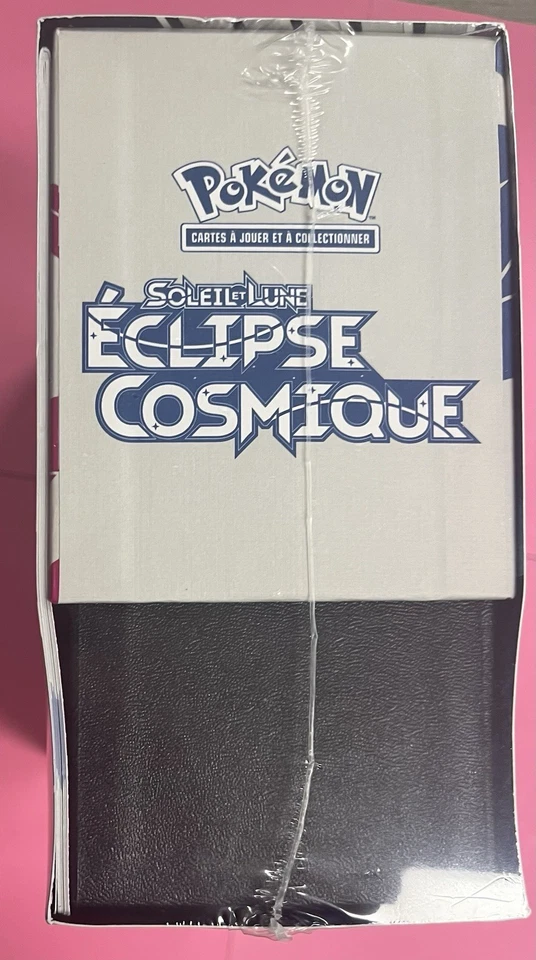 POKéMON
CARTES À JOUER ET À COLLECTIONNER
SOLEIL ET LUNE
ÉCLIPSE
COSMIQUE